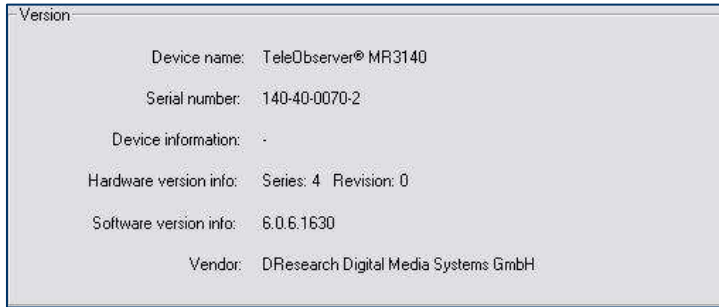 Version
Device name: TeleObserver® MR3140
Serial number: 140-40-0070-2
Device information: -
Hardware version info: Series: 4 Revision: 0
Software version info: 6.0.6.1630
Vendor: DResearch Digital Media Systems GmbH